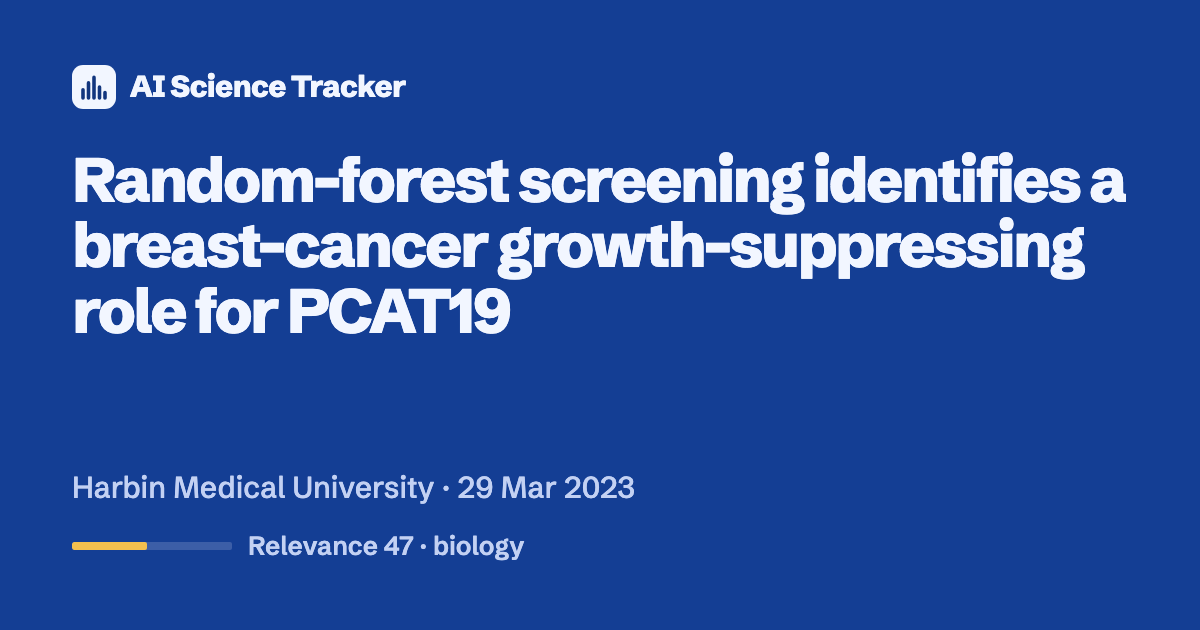 AI Science Tracker
Random-forest screening identifies a
breast-cancer growth-suppressing
role for PCAT19
Harbin Medical University · 29 Mar 2023
Relevance 47 · biology